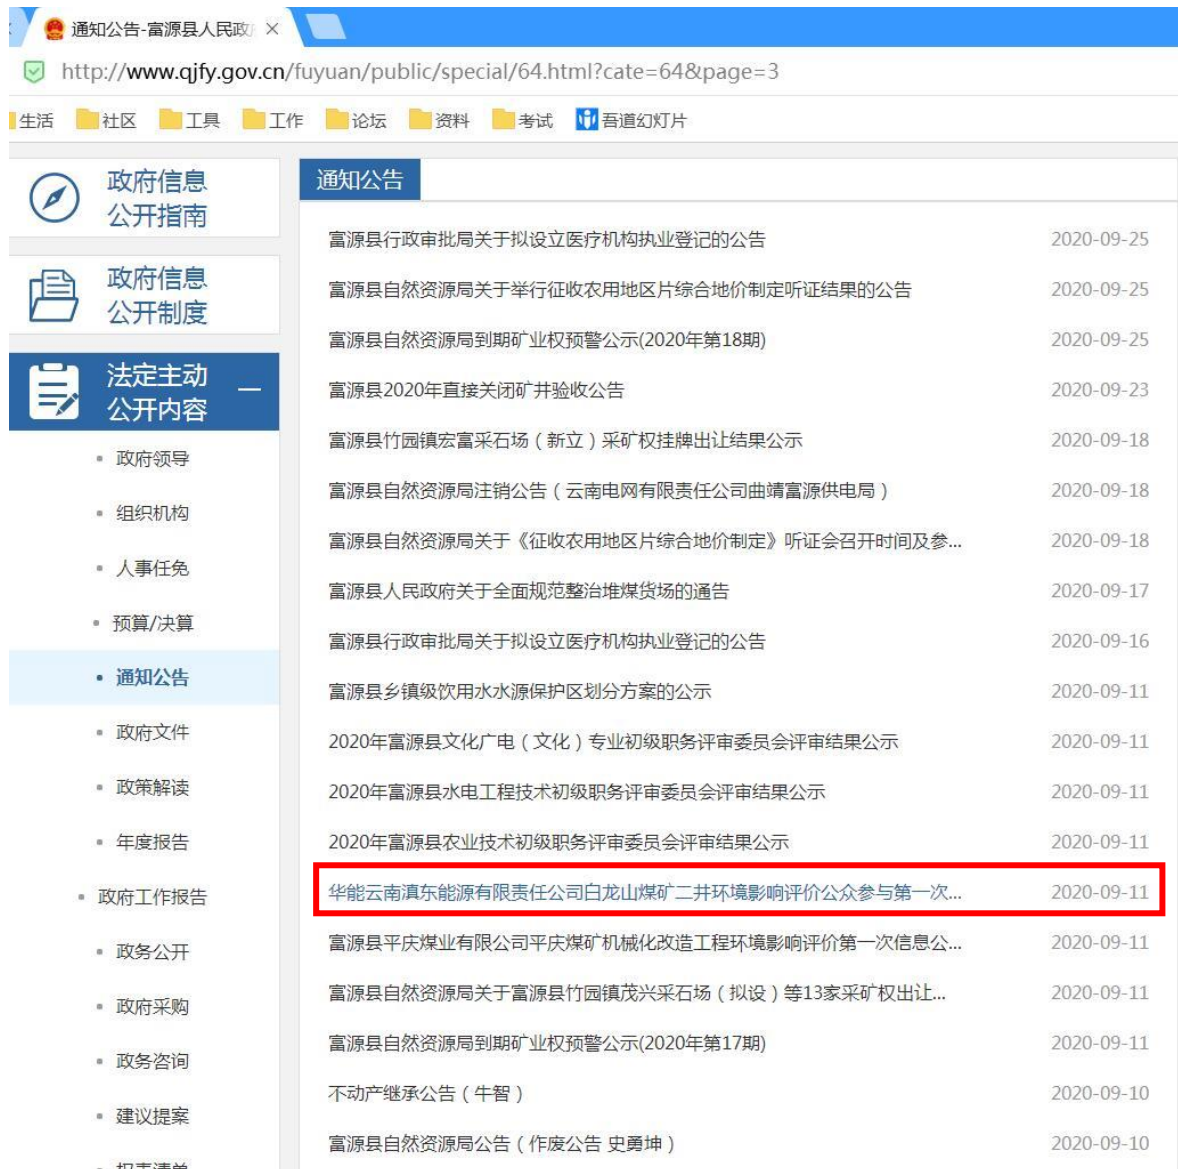 通知公告-富源县人民政
http://www.qjfy.gov.cn/fuyuan/public/special/64.html?cate=64&page=3
生活 社区 工具 工作 论坛 资料 考试 吾道幻灯片
政府信息
公开指南
政府信息
公开制度
法定主动
公开内容
政府领导
组织机构
人事任免
预算/决算
通知公告
政府文件
政策解读
年度报告
政府工作报告
政务公开
政府采购
政务咨询
建议提案
权责清单
通知公告
富源县行政审批局关于拟设立医疗机构执业登记的公告 2020-09-25
富源县自然资源局关于举行征收农用地区片综合地价制定听证结果的公告 2020-09-25
富源县自然资源局到期矿业权预警公示(2020年第18期) 2020-09-25
富源县2020年直接关闭矿井验收公告 2020-09-23
富源县竹园镇宏富采石场（新立）采矿权挂牌出让结果公示 2020-09-18
富源县自然资源局注销公告（云南电网有限责任公司曲靖富源供电局） 2020-09-18
富源县自然资源局关于《征收农用地区片综合地价制定》听证会召开时间及参... 2020-09-18
富源县人民政府关于全面规范整治堆煤货场的通告 2020-09-17
富源县行政审批局关于拟设立医疗机构执业登记的公告 2020-09-16
富源县乡镇级饮用水水源保护区划分方案的公示 2020-09-11
2020年富源县文化广电（文化）专业初级职务评审委员会评审结果公示 2020-09-11
2020年富源县水电工程技术初级职务评审委员会评审结果公示 2020-09-11
2020年富源县农业技术初级职务评审委员会评审结果公示 2020-09-11
华能云南滇东能源有限责任公司白龙山煤矿二井环境影响评价公众参与第一次... 2020-09-11
富源县平庆煤业有限公司平庆煤矿机械化改造工程环境影响评价第一次信息公... 2020-09-11
富源县自然资源局关于富源县竹园镇茂兴采石场（拟设）等13家采矿权出让... 2020-09-11
富源县自然资源局到期矿业权预警公示(2020年第17期) 2020-09-11
不动产继承公告（牛智） 2020-09-10
富源县自然资源局公告（作废公告 史勇坤） 2020-09-10